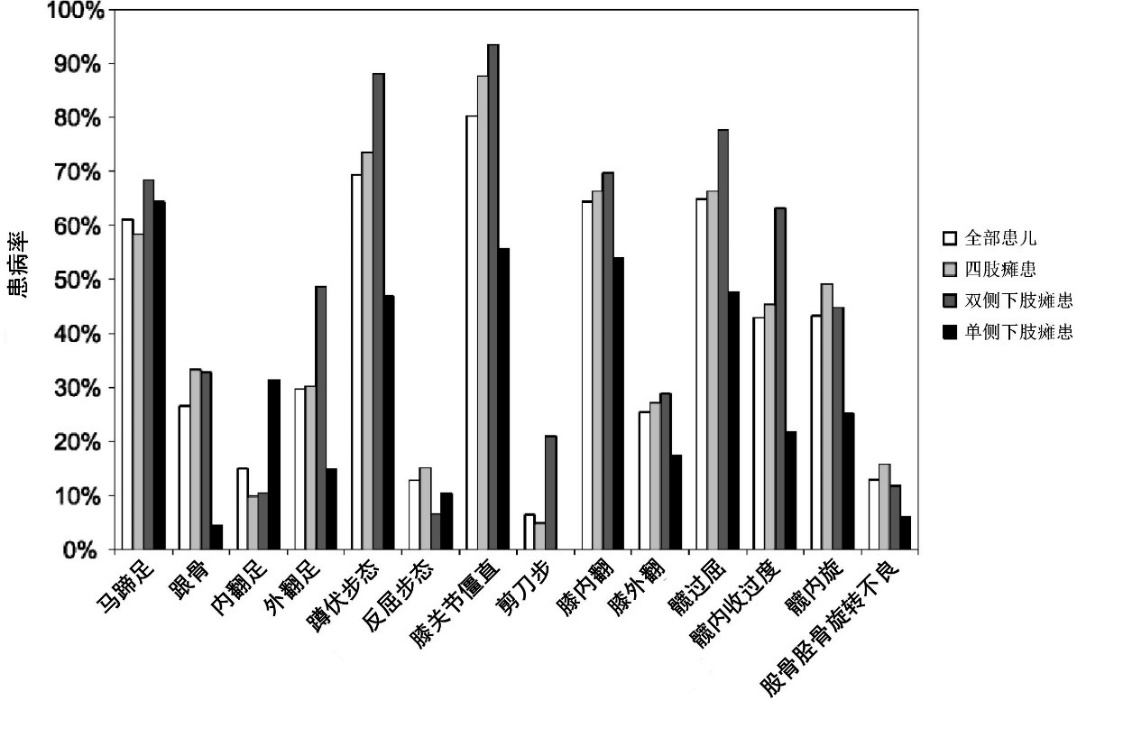 100%
90%
80%
70%
60%
50%
40%
30%
20%
10%
0%
患病率
马蹄足
跟骨
内翻足
外翻足
蹲伏步态
反屈步态
膝关节僵直
剪刀步
膝内翻
膝外翻
髋过屈
髋内收过度
髋内旋
股骨胫骨旋转不良
全部患儿
四肢瘫患
双侧下肢瘫患
单侧下肢瘫患